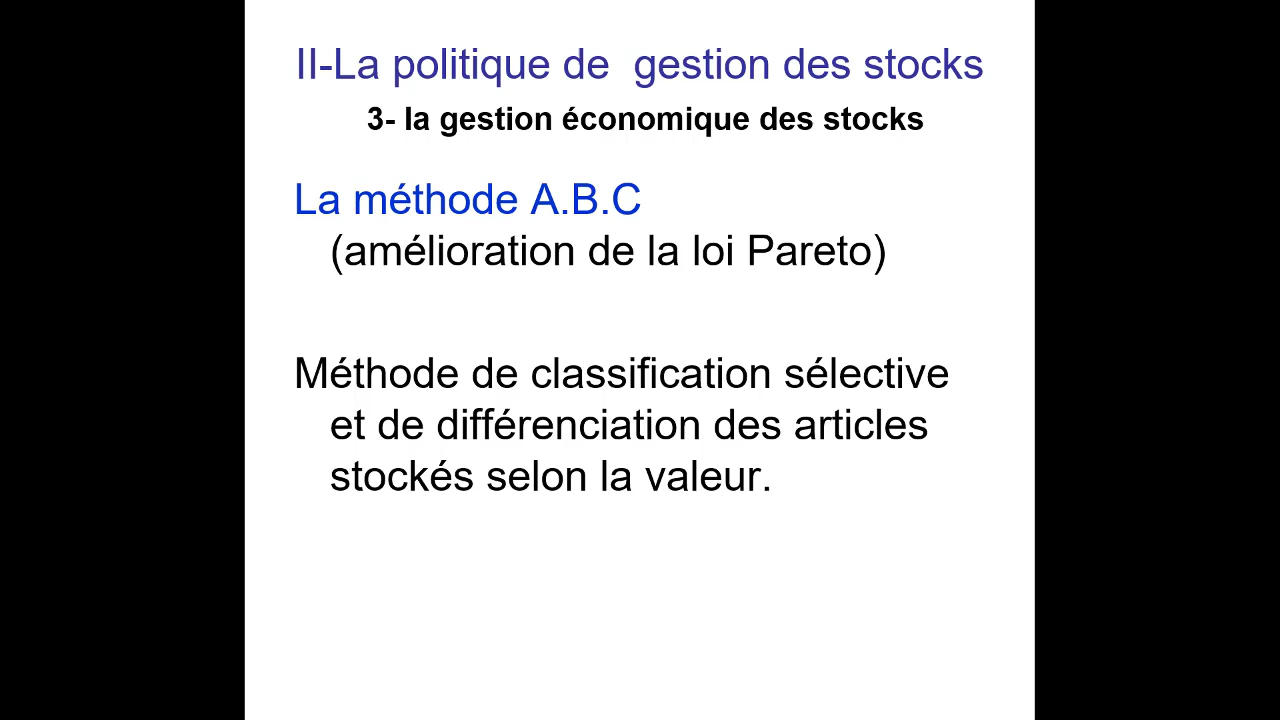 II-La politique de  gestion des stocks
3- la gestion économique des stocks
La méthode A.B.C
(amélioration de la loi Pareto)
Méthode de classification sélective
et de différenciation des articles
stockés selon la valeur.